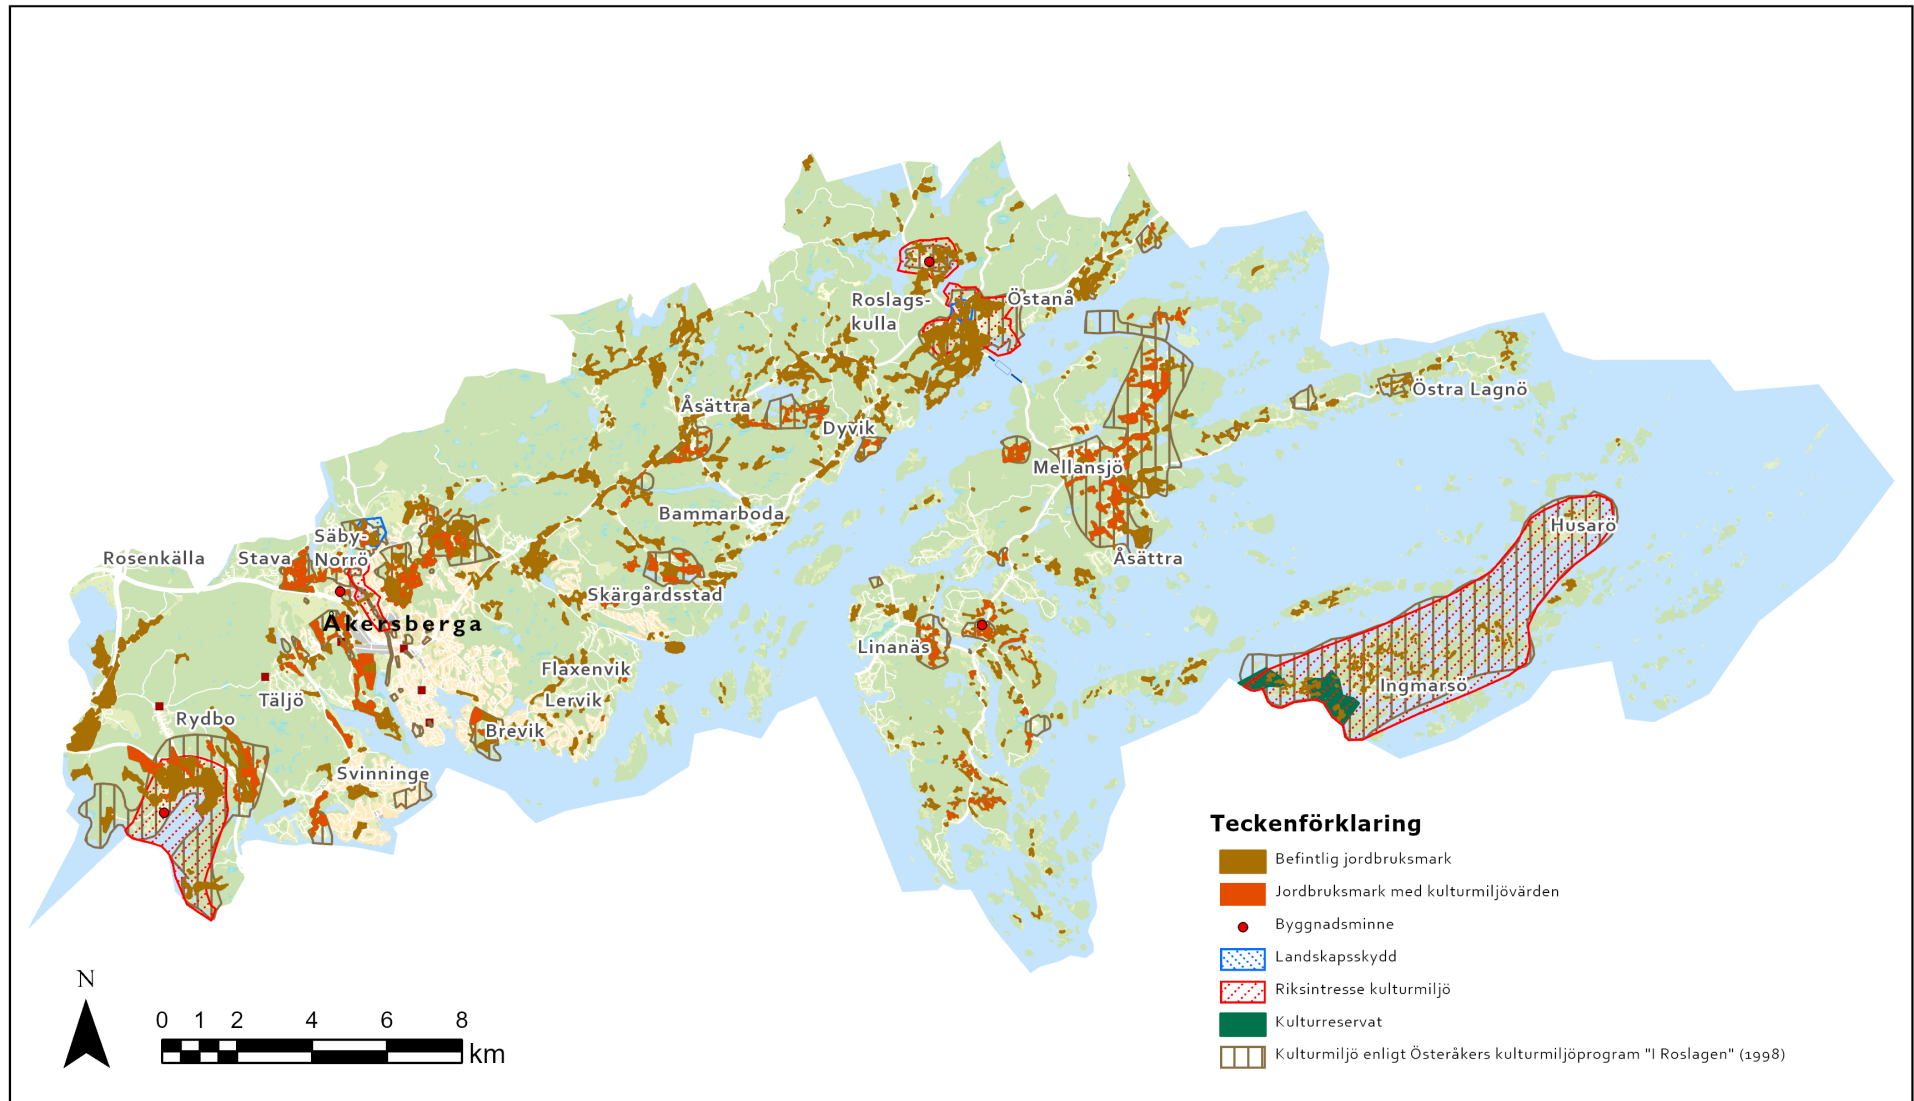 Roslags-
kulla
Östanå
Åsättra
Dyvik
Östra Lagnö
Mellansjö
Bammarboda
Husarö
Säby-
Norrö
Rosenkälla
Stava
Åsättra
Skärgårdsstad
Åkersberga
Linanäs
Flaxenvik
Täljö
Lervik
Ingmarsö
Rydbo
Brevik
Svinninge
Teckenförklaring
Befintlig jordbruksmark
Jordbruksmark med kulturmiljövärden
Byggnadsminne
Landskapsskydd
Riksintresse kulturmiljö
Kulturreservat
Kulturmiljö enligt Österåkers kulturmiljöprogram "I Roslagen" (1998)
N
0 1 2 4 6 8
km